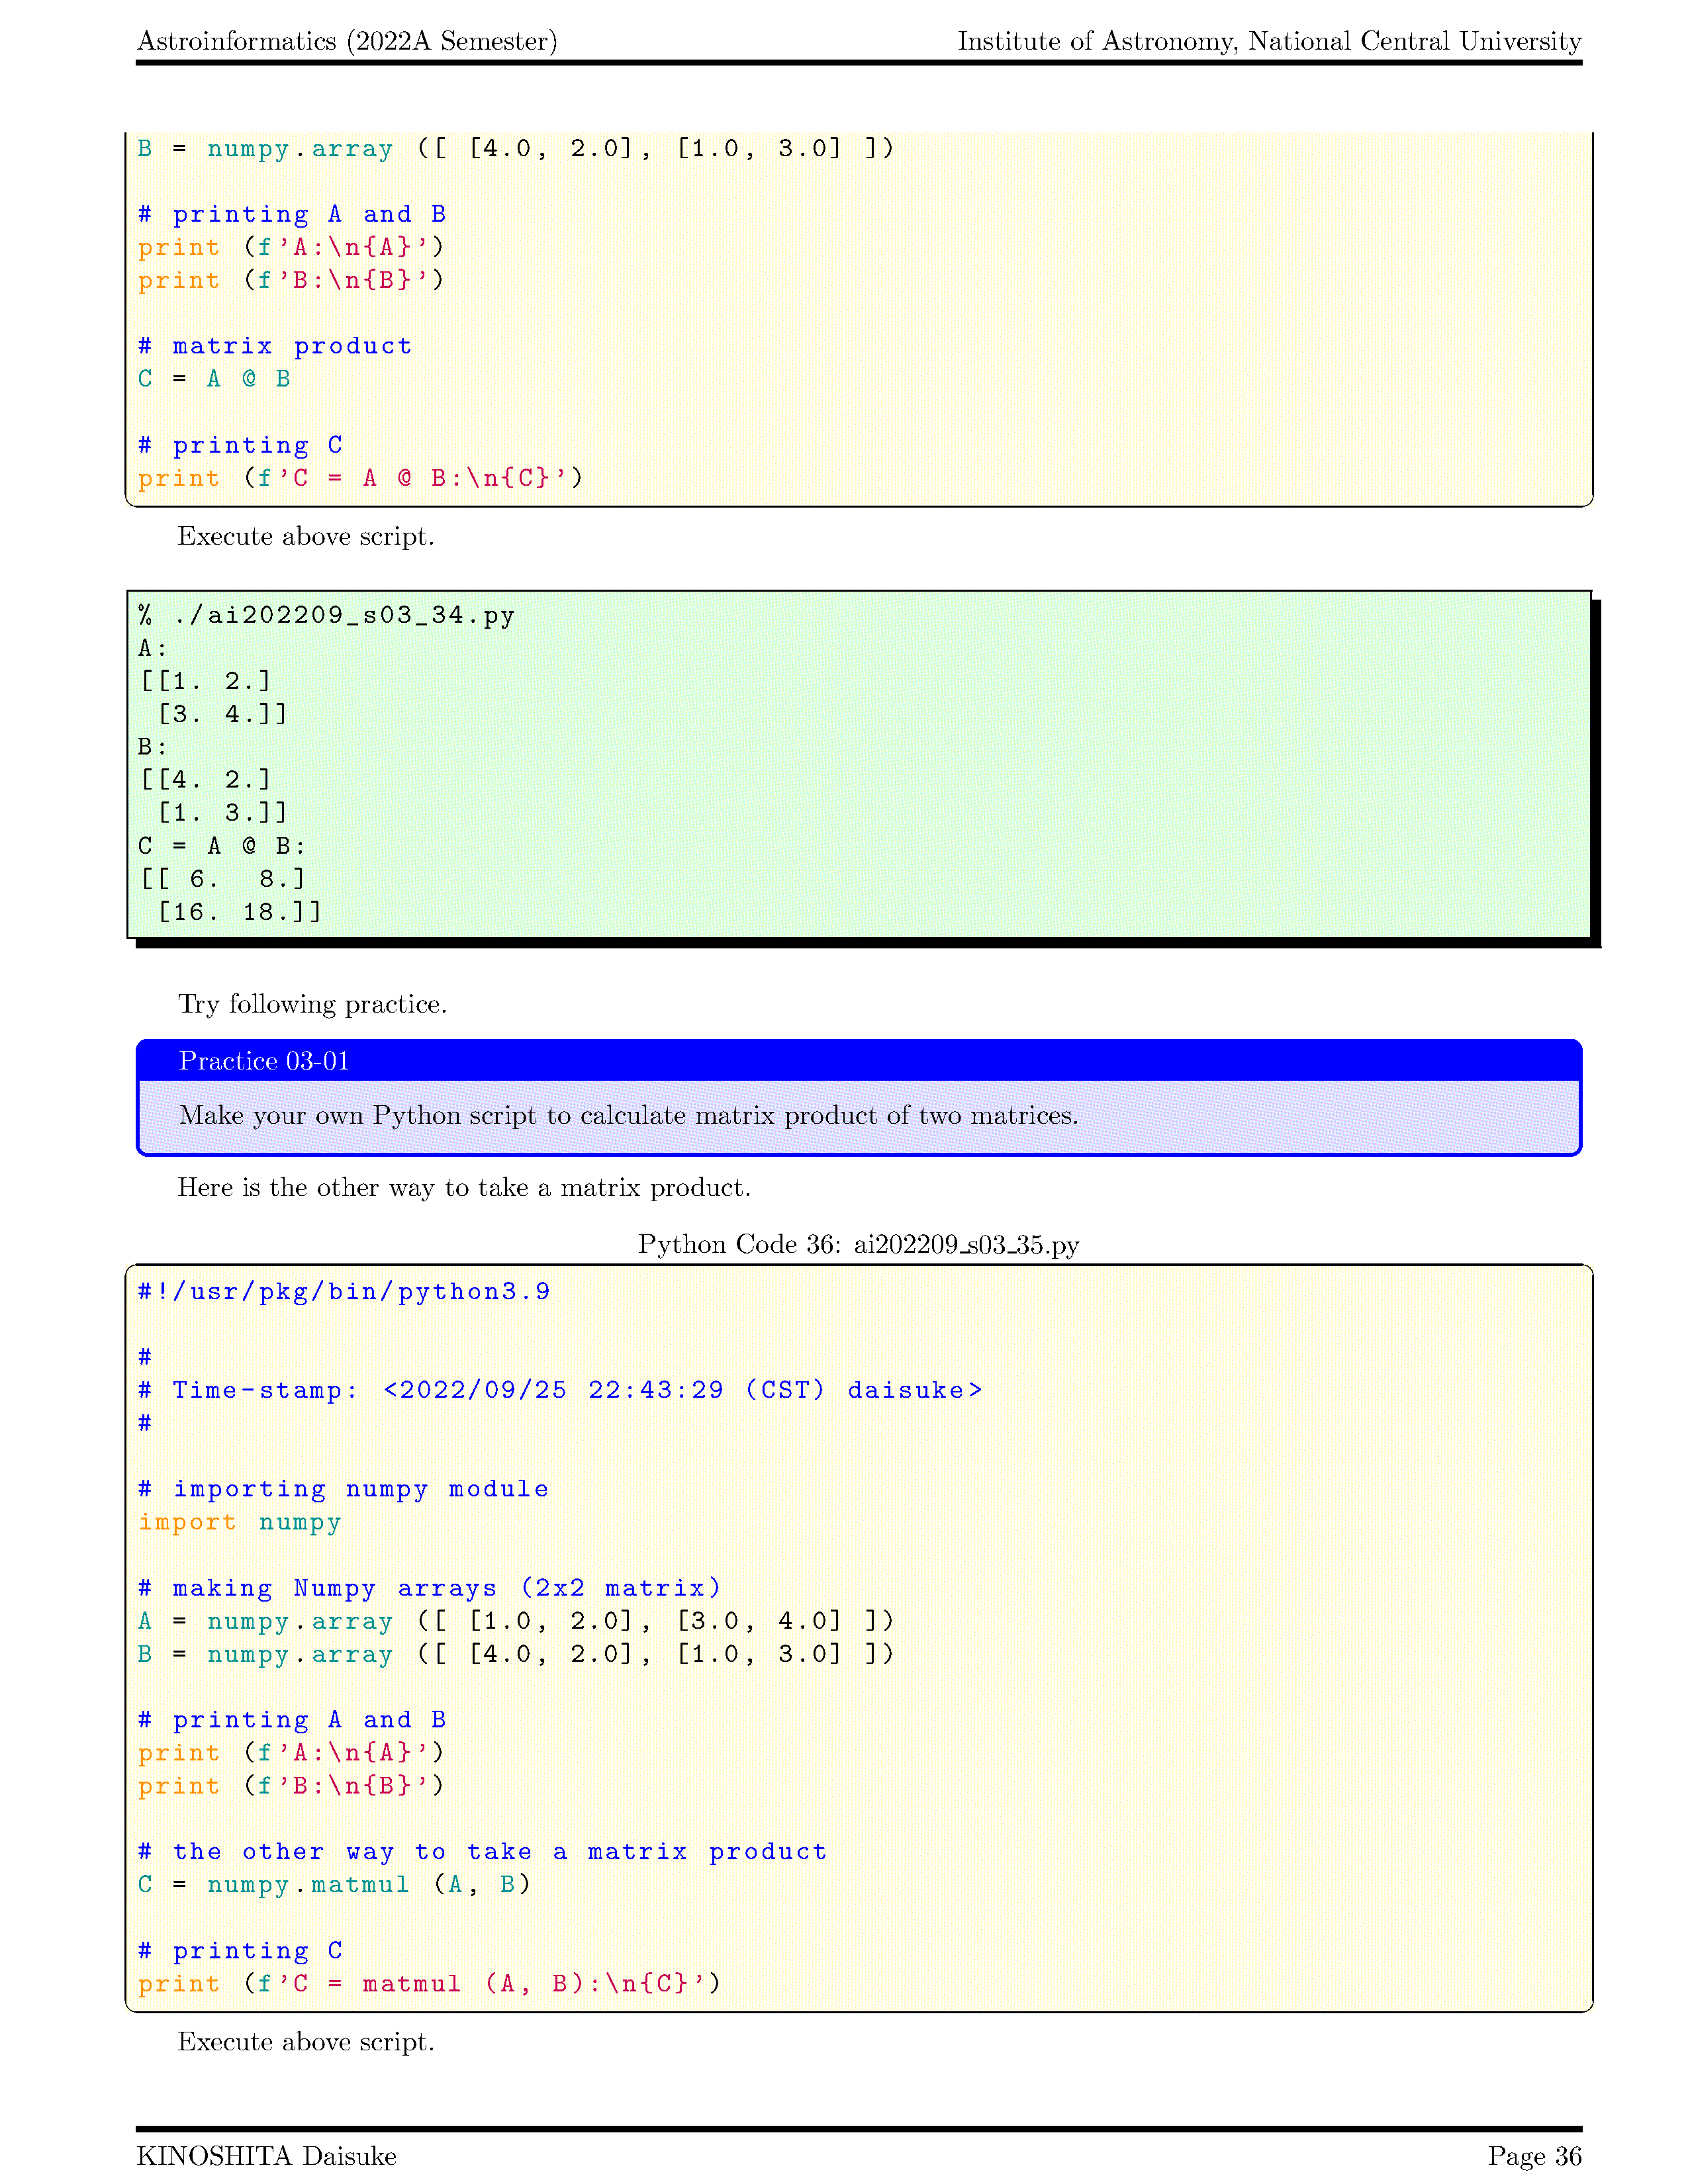 Astroinformatics (2022A Semester) Institute of Astronomy, National Central University
B = numpy.array ([ [4.0, 2.0], [1.0, 3.0] ])
# printing A and B
print (f'A:\n{A}')
print (f'B:\n{B}')
# matrix product
C = A @ B
# printing C
print (f'C = A @ B:\n{C}')
Execute above script.
% ./ai202209_s03_34.py
A:
[[1. 2.]
 [3. 4.]]
B:
[[4. 2.]
 [1. 3.]]
C = A @ B:
[[ 6.  8.]
 [16. 18.]]
Try following practice.
Practice 03-01
Make your own Python script to calculate matrix product of two matrices.
Here is the other way to take a matrix product.
Python Code 36: ai202209_s03_35.py
#!/usr/pkg/bin/python3.9
#
# Time-stamp: <2022/09/25 22:43:29 (CST) daisuke>
#
# importing numpy module
import numpy
# making Numpy arrays (2x2 matrix)
A = numpy.array ([ [1.0, 2.0], [3.0, 4.0] ])
B = numpy.array ([ [4.0, 2.0], [1.0, 3.0] ])
# printing A and B
print (f'A:\n{A}')
print (f'B:\n{B}')
# the other way to take a matrix product
C = numpy.matmul (A, B)
# printing C
print (f'C = matmul (A, B):\n{C}')
Execute above script.
KINOSHITA Daisuke Page 36